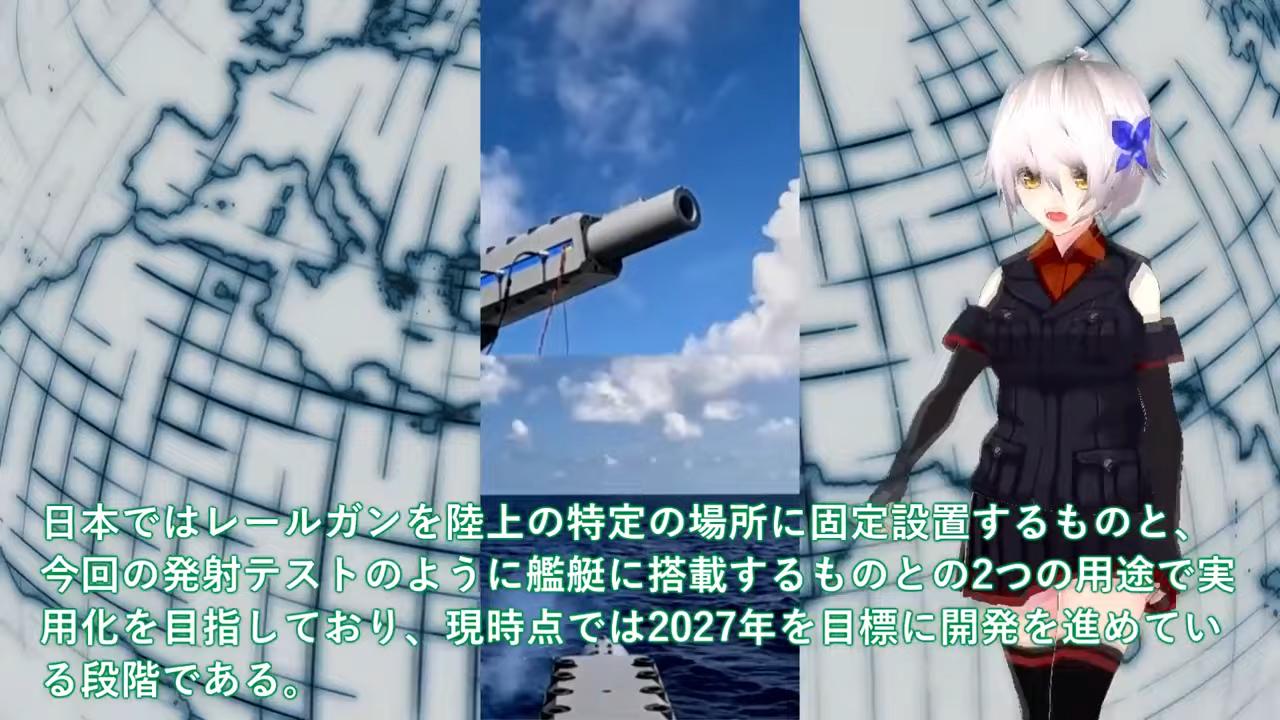 日本ではレールガンを陸上の特定の場所に固定設置するものと、
今回の発射テストのように艦艇に搭載するものとの2つの用途で実
用化を目指しており、現時点では2027年を目標に開発を進めてい
る段階である。